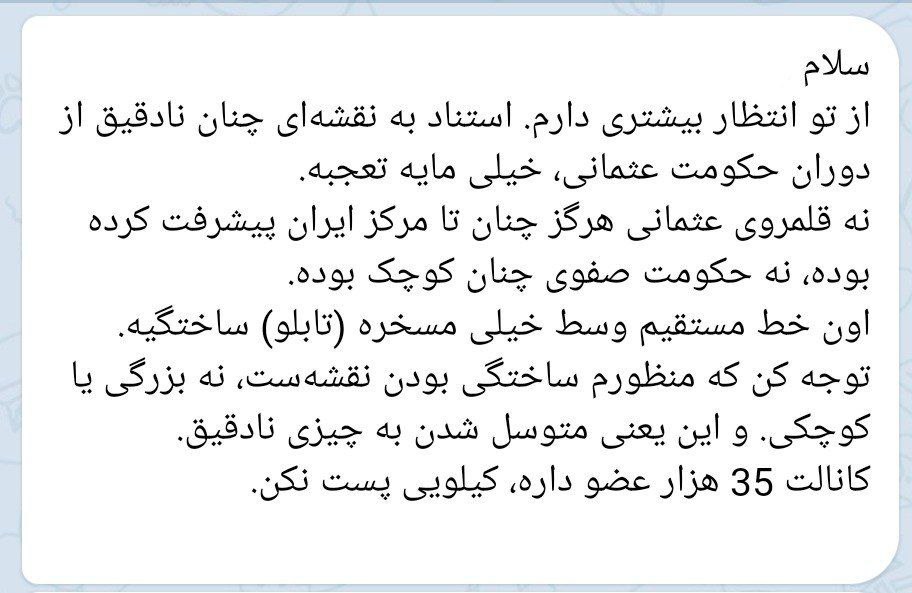 سلام
از تو انتظار بیشتری دارم. استناد به نقشه‌ای چنان نادقیق از
دوران حکومت عثمانی، خیلی مایه تعجبه.
نه قلمروی عثمانی هرگز چنان تا مرکز ایران پیشرفت کرده
بوده، نه حکومت صفوی چنان کوچک بوده.
اون خط مستقیم وسط خیلی مسخره (تابلو) ساختگیه.
توجه کن که منظورم ساختگی بودن نقشه‌ست، نه بزرگی یا
کوچکی. و این یعنی متوسل شدن به چیزی نادقیق.
کانالت 35 هزار عضو داره، کیلویی پست نکن.